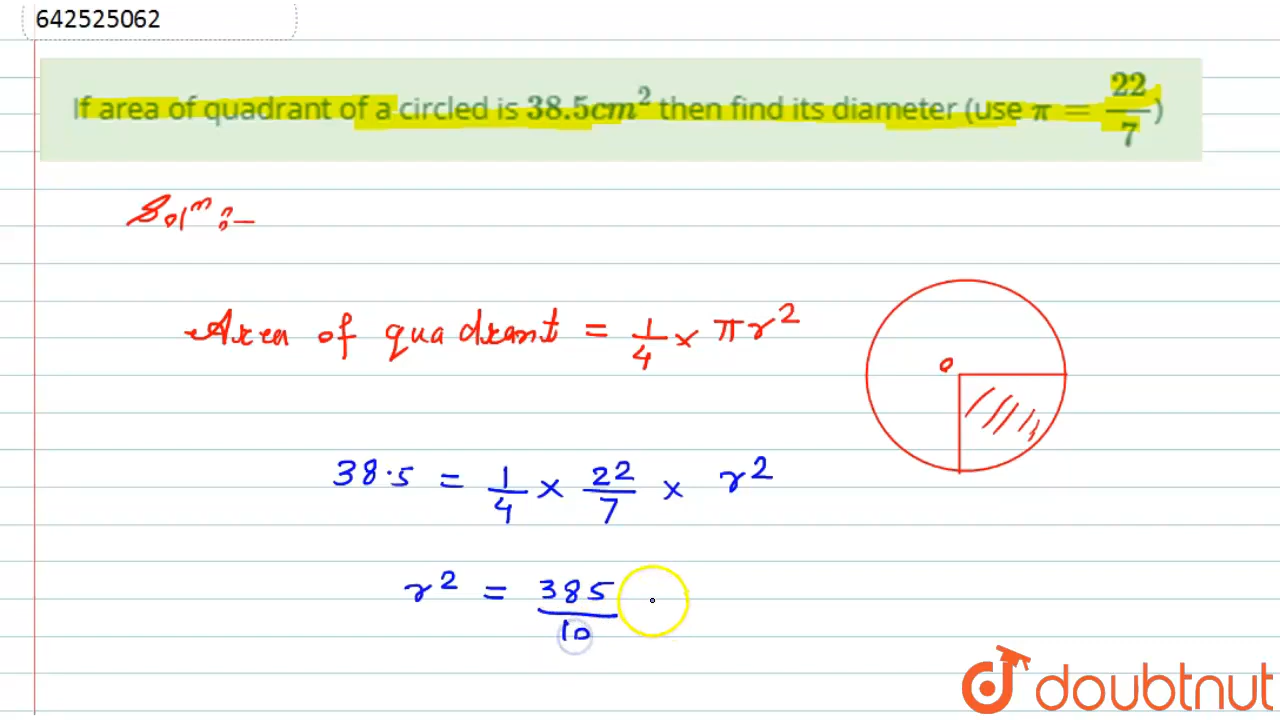 642525062
If area of quadrant of a circled is 38.5cm² then find its diameter (use π = 22/7)
Solⁿ :-
Area of quadrant = 1/4 × πr²
o
38.5 = 1/4 × 22/7 × r²
r² = 385/10
doubtnut